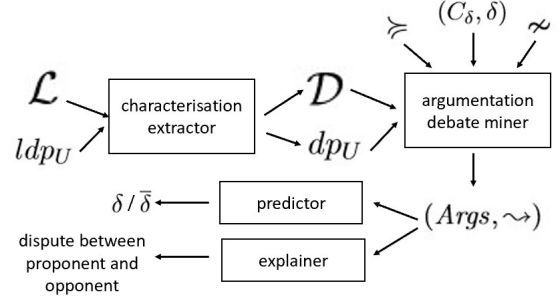 ≽ (C_δ, δ) ≁
ℒ
ldp_U
characterisation
extractor
𝒟
dp_U
argumentation
debate miner
δ / δ̄
predictor
(Args, ⇝)
dispute between
proponent and
opponent
explainer